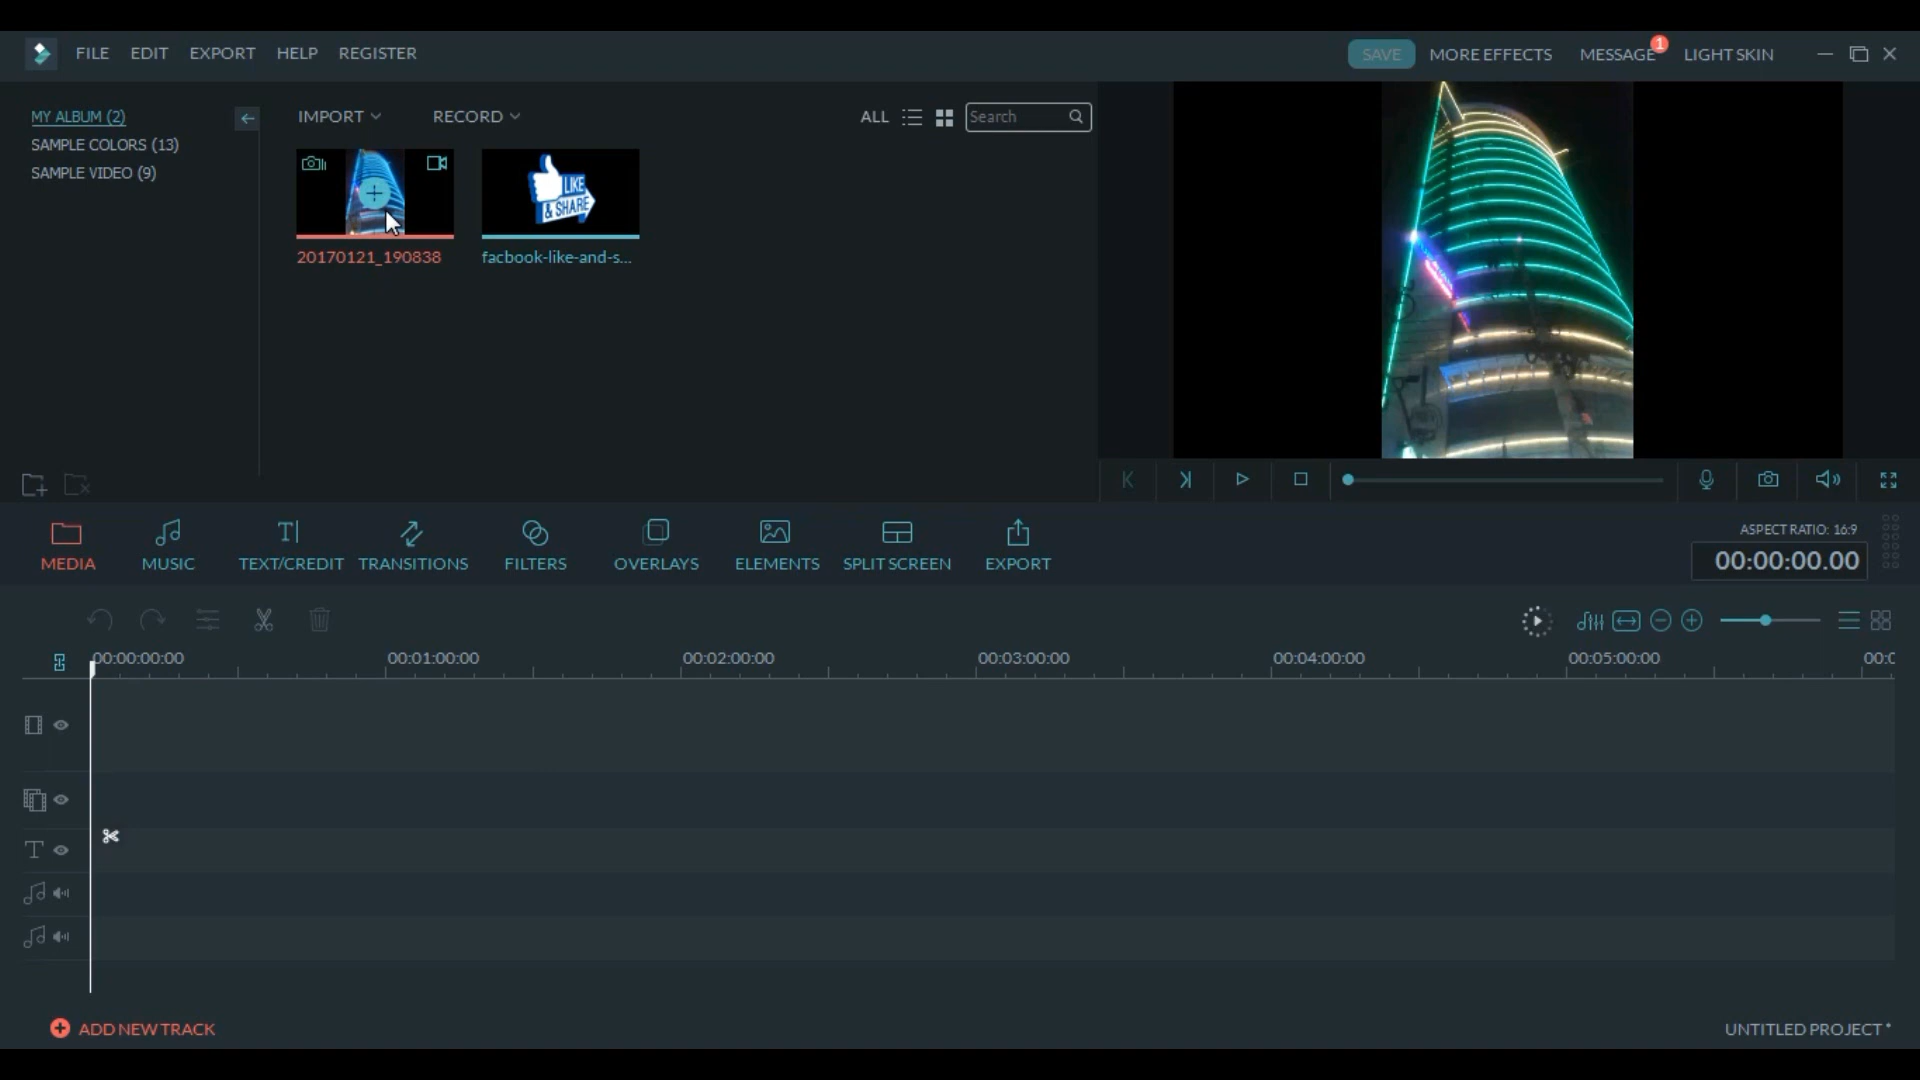 FILE EDIT EXPORT HELP REGISTER
SAVE MORE EFFECTS MESSAGE 1 LIGHT SKIN
MY ALBUM (2)
SAMPLE COLORS (13)
SAMPLE VIDEO (9)
IMPORT RECORD ALL Search
LIKE
& SHARE
20170121_190838 facbook-like-and-s...
MEDIA MUSIC TEXT/CREDIT TRANSITIONS FILTERS OVERLAYS ELEMENTS SPLIT SCREEN EXPORT
ASPECT RATIO: 16:9
00:00:00.00
00:00:00:00 00:01:00:00 00:02:00:00 00:03:00:00 00:04:00:00 00:05:00:00 00:0
ADD NEW TRACK
UNTITLED PROJECT *